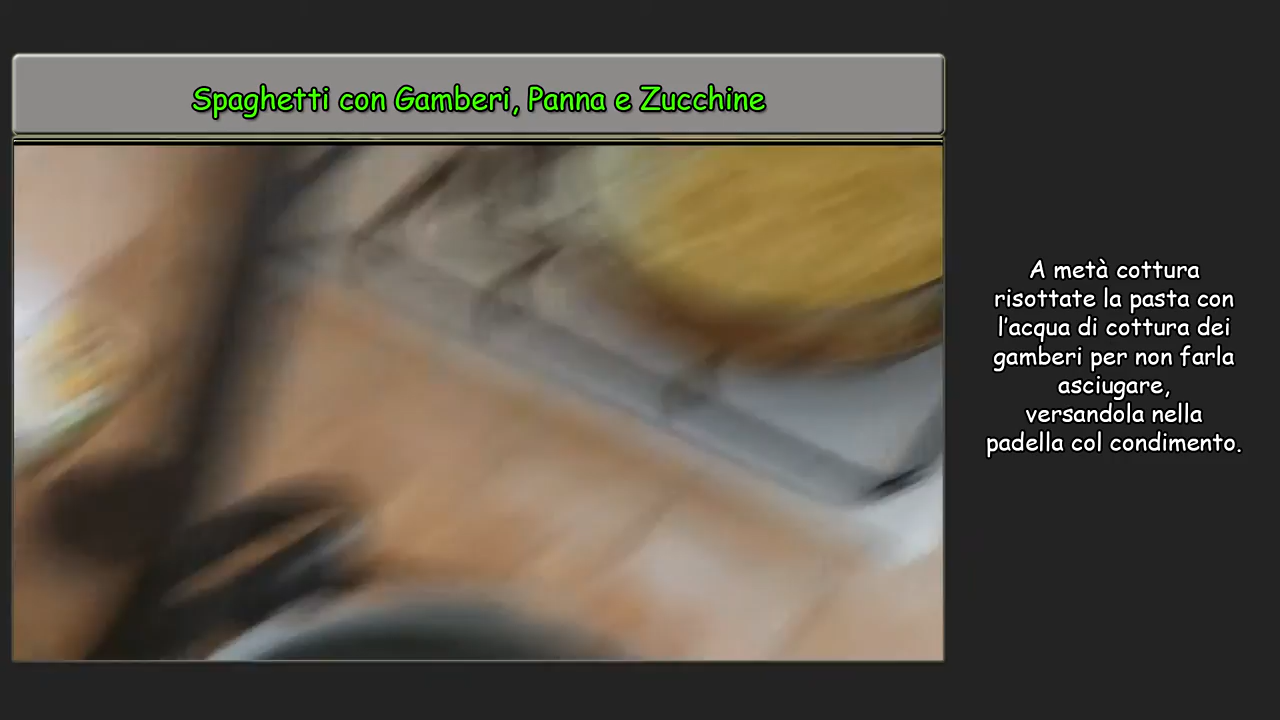 Spaghetti con Gamberi, Panna e Zucchine
A metà cottura
risottate la pasta con
l'acqua di cottura dei
gamberi per non farla
asciugare,
versandola nella
padella col condimento.